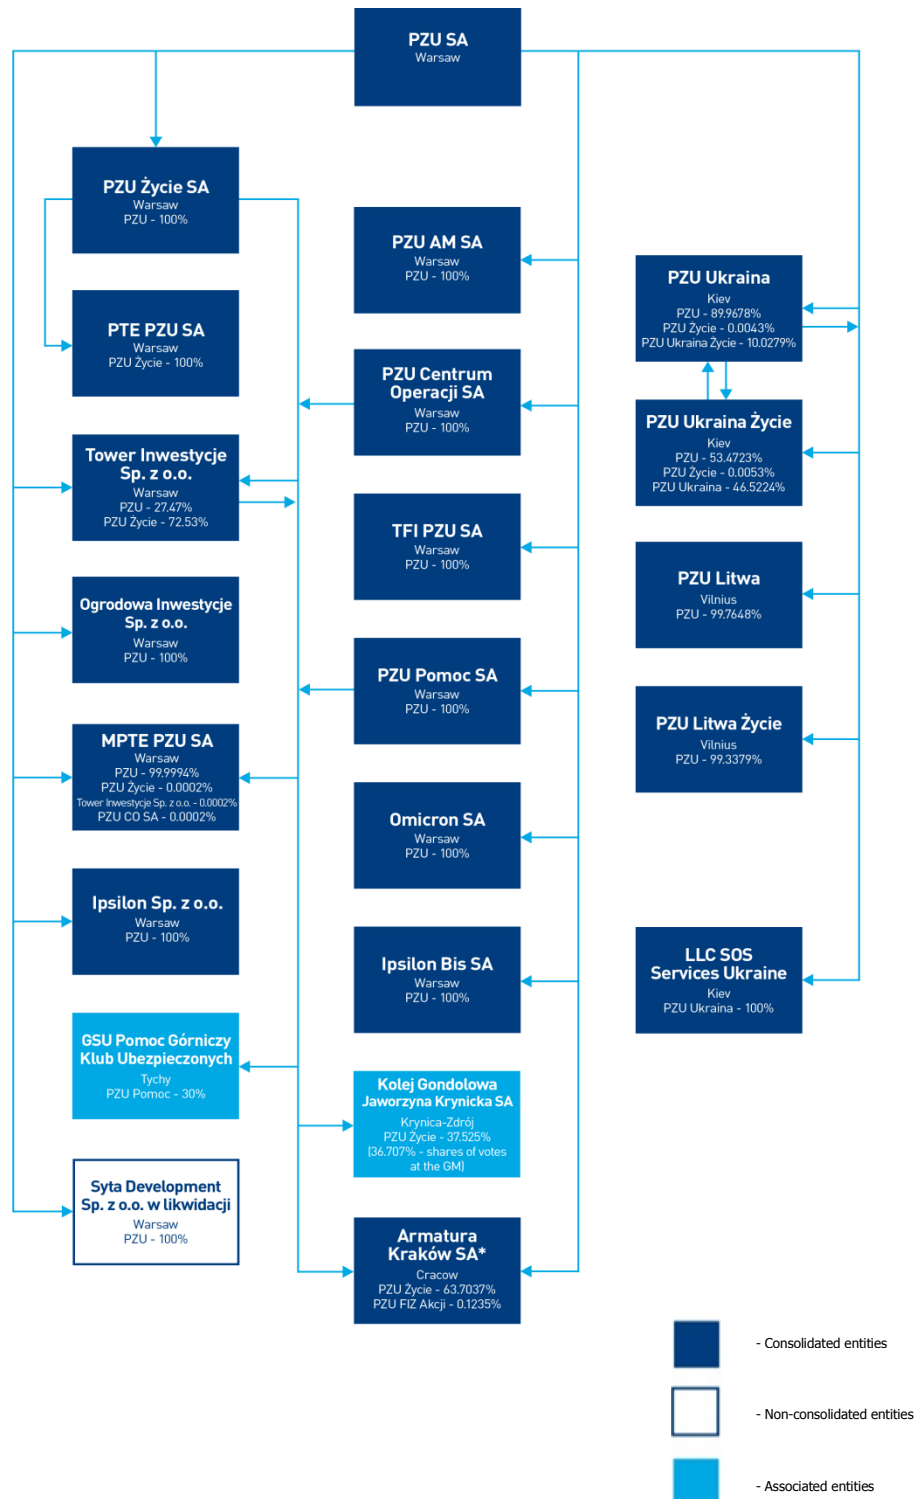 PZU SA
Warsaw
PZU Życie SA
Warsaw
PZU - 100%
PTE PZU SA
Warsaw
PZU Życie - 100%
Tower Inwestycje
Sp. z o.o.
Warsaw
PZU - 27.47%
PZU Życie - 72.53%
Ogrodowa Inwestycje
Sp. z o.o.
Warsaw
PZU - 100%
MPTE PZU SA
Warsaw
PZU - 99.9994%
PZU Życie - 0.0002%
Tower Inwestycje Sp. z o.o. - 0.0002%
PZU CO SA - 0.0002%
Ipsilon Sp. z o.o.
Warsaw
PZU - 100%
GSU Pomoc Górniczy
Klub Ubezpieczonych
Tychy
PZU Pomoc - 30%
Syta Development
Sp. z o.o. w likwidacji
Warsaw
PZU - 100%
PZU AM SA
Warsaw
PZU - 100%
PZU Centrum
Operacji SA
Warsaw
PZU - 100%
TFI PZU SA
Warsaw
PZU - 100%
PZU Pomoc SA
Warsaw
PZU - 100%
Omicron SA
Warsaw
PZU - 100%
Ipsilon Bis SA
Warsaw
PZU - 100%
Kolej Gondolowa
Jaworzyna Krynicka SA
Krynica-Zdrój
PZU Życie - 37.525%
(36.707% - shares of votes
at the GM)
Armatura
Kraków SA*
Cracow
PZU Życie - 63.7037%
PZU FIZ Akcji - 0.1235%
PZU Ukraina
Kiev
PZU - 89.9678%
PZU Życie - 0.0043%
PZU Ukraina Życie - 10.0279%
PZU Ukraina Życie
Kiev
PZU - 53.4723%
PZU Życie - 0.0053%
PZU Ukraina - 46.5224%
PZU Litwa
Vilnius
PZU - 99.7648%
PZU Litwa Życie
Vilnius
PZU - 99.3379%
LLC SOS
Services Ukraine
Kiev
PZU Ukraina - 100%
- Consolidated entities
- Non-consolidated entities
- Associated entities